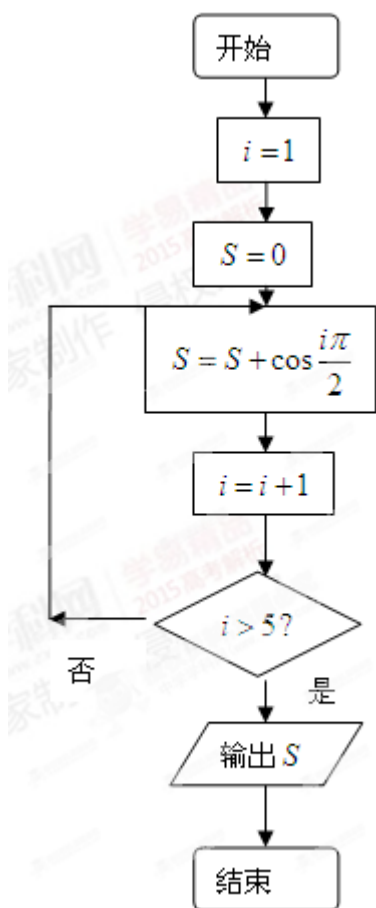 开始
i = 1
S = 0
S = S + cos iπ/2
i = i + 1
i > 5?
否
是
输出 S
结束